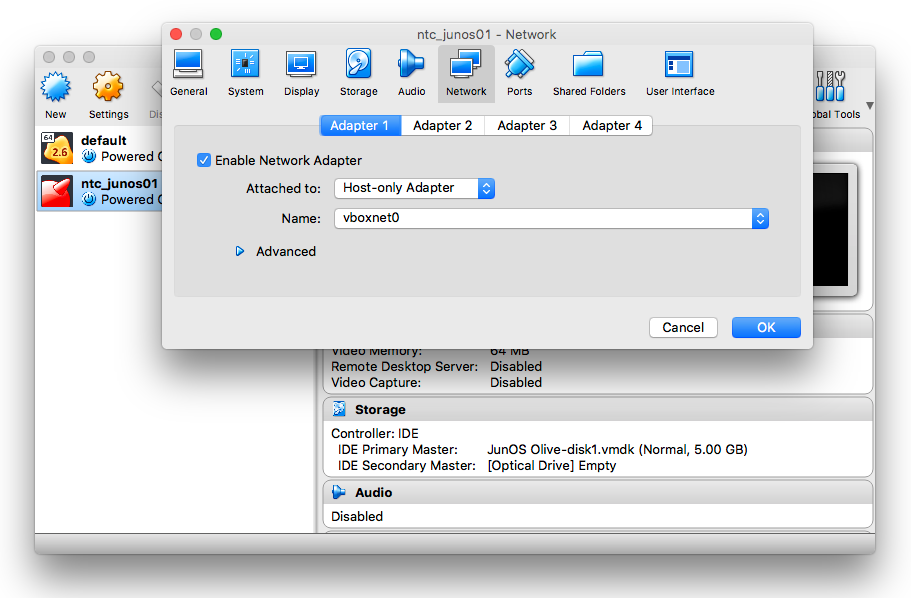 ntc_junos01 - Network
General
System
Display
Storage
Audio
Network
Ports
Shared Folders
User Interface
Adapter 1
Adapter 2
Adapter 3
Adapter 4
Enable Network Adapter
Attached to:
Host-only Adapter
Name:
vboxnet0
Advanced
Cancel
OK
New
Settings
64
2.6
default
Powered
ntc_junos01
Powered
Tools
Video Memory:
64 MB
Remote Desktop Server:
Disabled
Video Capture:
Disabled
Storage
Controller: IDE
IDE Primary Master:
JunOS Olive-disk1.vmdk (Normal, 5.00 GB)
IDE Secondary Master:
[Optical Drive] Empty
Audio
Disabled